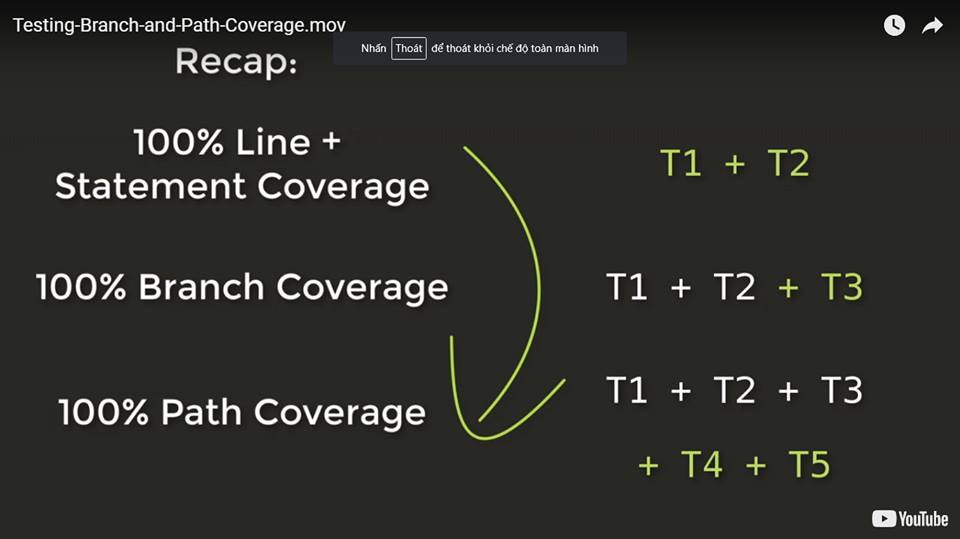 Testing-Branch-and-Path-Coverage.mov
Nhấn Thoát để thoát khỏi chế độ toàn màn hình
Recap:
100% Line +
Statement Coverage
T1 + T2
100% Branch Coverage
T1 + T2 + T3
100% Path Coverage
T1 + T2 + T3
+ T4 + T5
YouTube